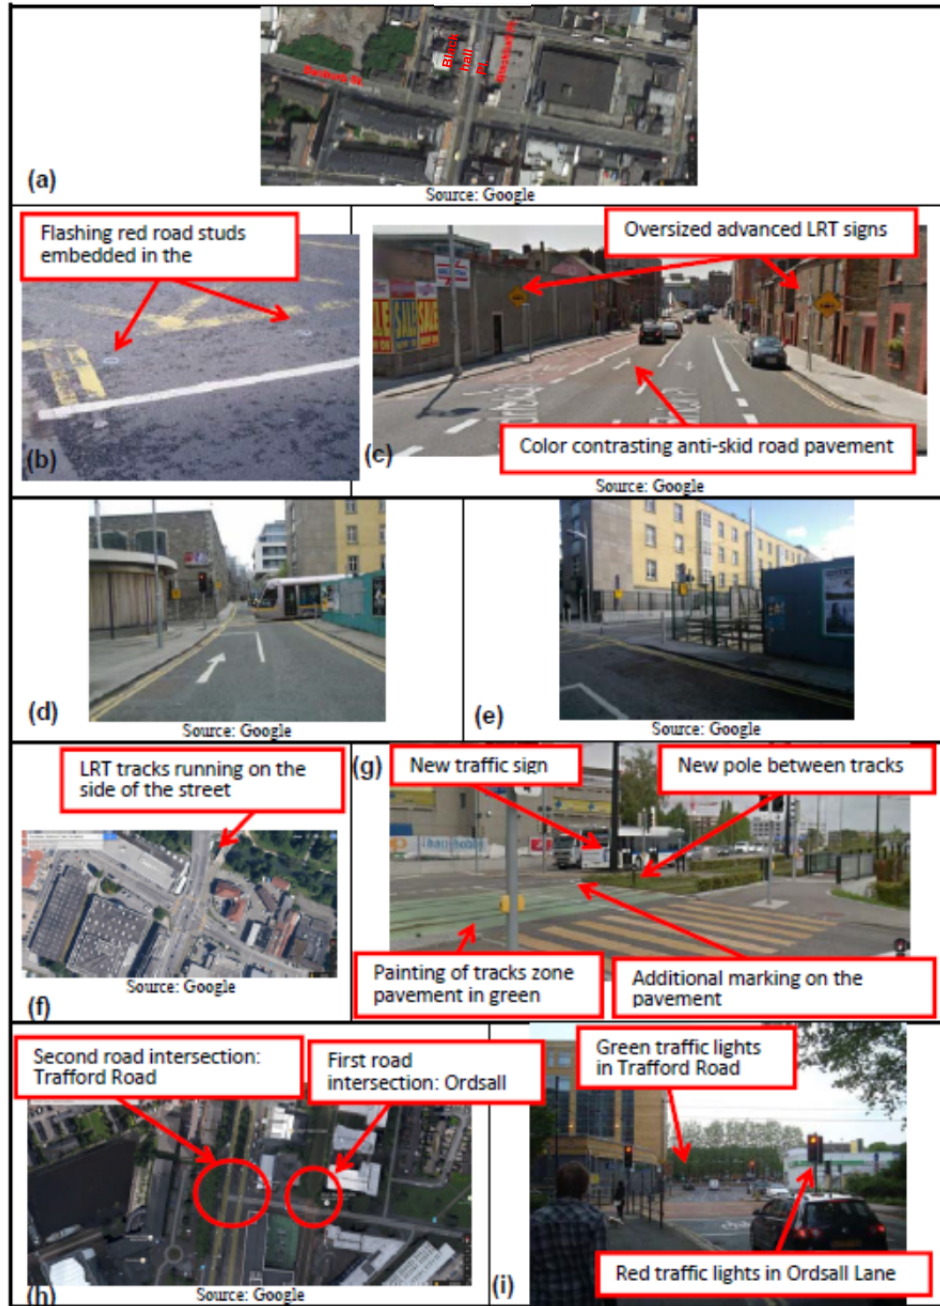 Black
hall
Pl
(a)
Source: Google
Flashing red road studs
embedded in the
(b)
Oversized advanced LRT signs
SALE
Color contrasting anti-skid road pavement
(c)
Source: Google
(d)
Source: Google
(e)
Source: Google
LRT tracks running on the
side of the street
(f)
Source: Google
(g)
New traffic sign
New pole between tracks
Painting of tracks zone
pavement in green
Additional marking on the
pavement
Second road intersection:
Trafford Road
First road
intersection: Ordsall
(h)
Source: Google
Green traffic lights
in Trafford Road
(i)
Red traffic lights in Ordsall Lane